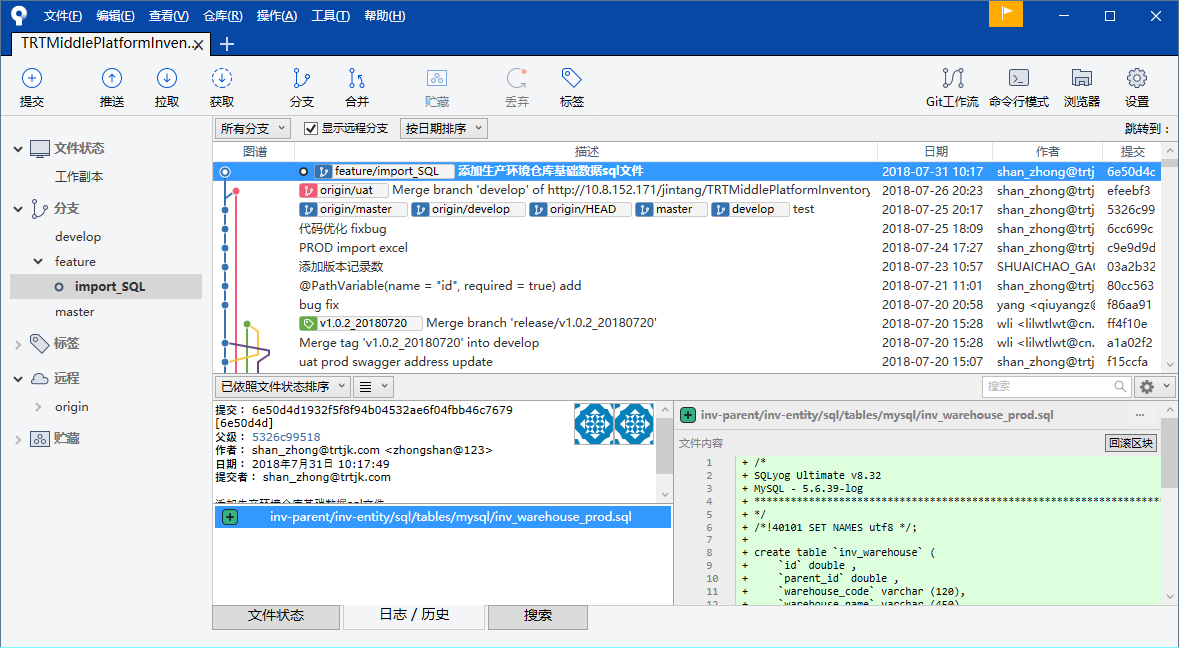 文件(F) 编辑(E) 查看(V) 仓库(R) 操作(A) 工具(T) 帮助(H)
TRTMiddlePlatformInven..
提交 推送 拉取 获取 分支 合并 贮藏 丢弃 标签 Git工作流 命令行模式 浏览器 设置
文件状态
工作副本
分支
develop
feature
import_SQL
master
标签
远程
origin
贮藏
所有分支 显示远程分支 按日期排序 跳转到：
图谱 描述 日期 作者 提交
feature/import_SQL 添加生产环境仓库基础数据sql文件 2018-07-31 10:17 shan_zhong@trtj 6e50d4c
origin/uat Merge branch 'develop' of http://10.8.152.171/jintang/TRTMiddlePlatformInventory 2018-07-26 20:23 shan_zhong@trtj efeebf3
origin/master origin/develop origin/HEAD master develop test 2018-07-25 20:17 shan_zhong@trtj 5326c99
代码优化 fixbug 2018-07-25 18:09 shan_zhong@trtj 6cc699c
PROD import excel 2018-07-24 17:27 shan_zhong@trtj c9e9d9d
添加版本记录数 2018-07-23 10:57 SHUAICHAO_GAO 03a2b32
@PathVariable(name = "id", required = true) add 2018-07-21 11:01 shan_zhong@trtj 80cc563
bug fix 2018-07-20 20:58 yang <qiuyangz@ f86aa91
v1.0.2_20180720 Merge branch 'release/v1.0.2_20180720' 2018-07-20 15:28 wli <lilwtlwt@cn. ff4f10e
Merge tag 'v1.0.2_20180720' into develop 2018-07-20 15:28 wli <lilwtlwt@cn. a1a02f2
uat prod swagger address update 2018-07-20 15:07 shan_zhong@trtj f15ccfa
已依照文件状态排序 搜索
提交： 6e50d4d1932f5f8f94b04532ae6f04fbb46c7679
[6e50d4d]
父级： 5326c99518
作者： shan_zhong@trtjk.com <zhongshan@123>
日期： 2018年7月31日 10:17:49
提交者： shan_zhong@trtjk.com
添加生产环境仓库基础数据sql文件
inv-parent/inv-entity/sql/tables/mysql/inv_warehouse_prod.sql
inv-parent/inv-entity/sql/tables/mysql/inv_warehouse_prod.sql ...
文件内容 回滚区块
1 + /*
2 + SQLyog Ultimate v8.32
3 + MySQL - 5.6.39-log
4 + *********************************************************************
5 + */
6 + /*!40101 SET NAMES utf8 */;
7 +
8 + create table `inv_warehouse` (
9 + `id` double ,
10 + `parent_id` double ,
11 + `warehouse_code` varchar (120),
12 + `warehouse_name` varchar (450),
文件状态 日志 / 历史 搜索